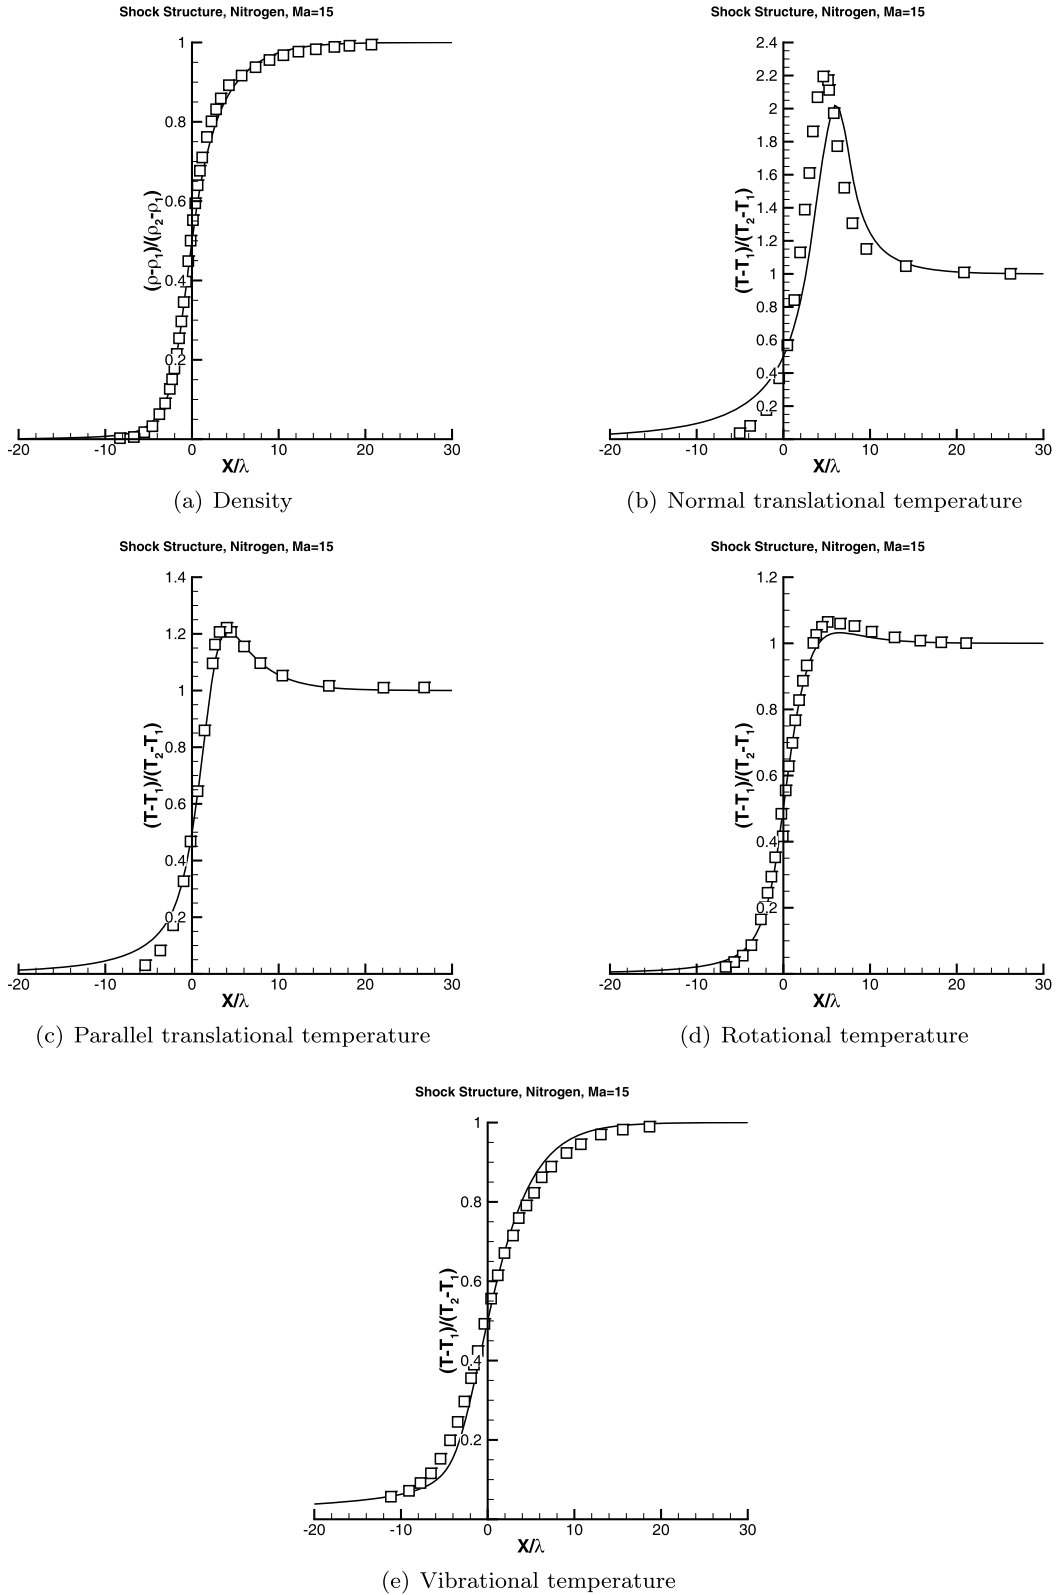 Shock Structure, Nitrogen, Ma=15
(ρ-ρ1)/(ρ2-ρ1)
1
0.8
0.6
0.4
0.2
-20 -10 0 10 20 30
X/λ
(a) Density
Shock Structure, Nitrogen, Ma=15
(T-T1)/(T2-T1)
2.4
2.2
2
1.8
1.6
1.4
1.2
1
0.8
0.6
0.4
0.2
-20 -10 0 10 20 30
X/λ
(b) Normal translational temperature
Shock Structure, Nitrogen, Ma=15
(T-T1)/(T2-T1)
1.4
1.2
1
0.8
0.6
0.4
0.2
-20 -10 0 10 20 30
X/λ
(c) Parallel translational temperature
Shock Structure, Nitrogen, Ma=15
(T-T1)/(T2-T1)
1.2
1
0.8
0.6
0.4
0.2
-20 -10 0 10 20 30
X/λ
(d) Rotational temperature
Shock Structure, Nitrogen, Ma=15
(T-T1)/(T2-T1)
1
0.8
0.6
0.4
0.2
-20 -10 0 10 20 30
X/λ
(e) Vibrational temperature